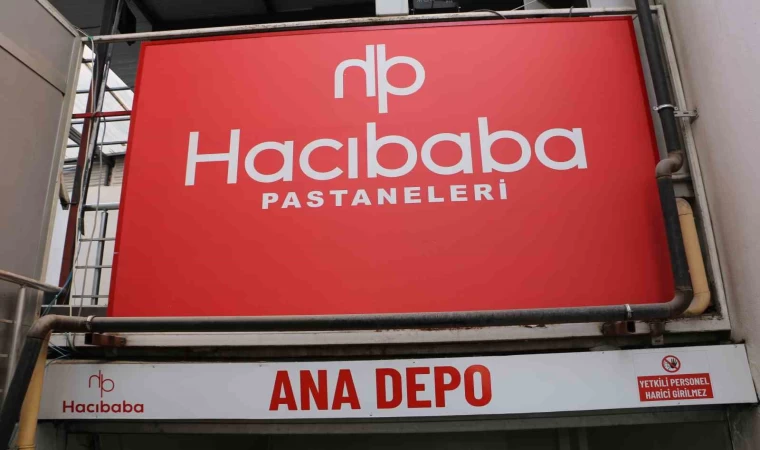 Hacıbaba
PASTANELERİ
Hacıbaba
ANA DEPO
YETKİLİ PERSONEL
HARİCİ GİRİLMEZ